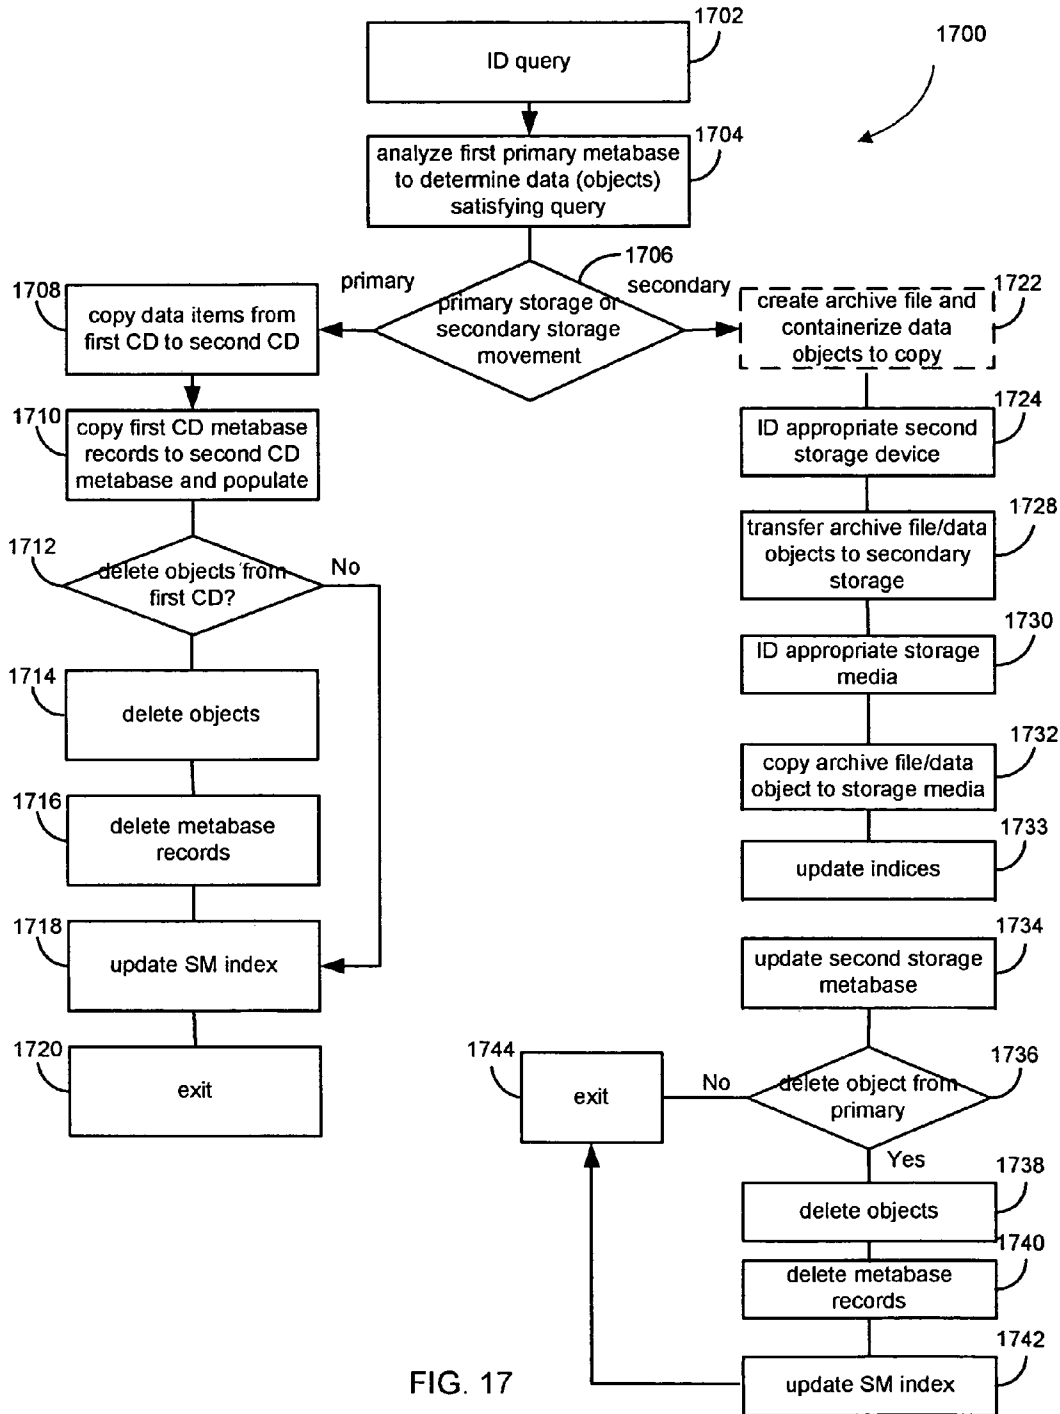 1702
ID query
1700
1704
analyze first primary metabase
to determine data (objects)
satisfying query
1706
primary
secondary
primary storage or
secondary storage
movement
1708
copy data items from
first CD to second CD
1710
copy first CD metabase
records to second CD
metabase and populate
1712
delete objects from
first CD?
No
1714
delete objects
1716
delete metabase
records
1718
update SM index
1720
exit
1722
create archive file and
containerize data
objects to copy
1724
ID appropriate second
storage device
1728
transfer archive file/data
objects to secondary
storage
1730
ID appropriate storage
media
1732
copy archive file/data
object to storage media
1733
update indices
1734
update second storage
metabase
1736
delete object from
primary
No
1744
exit
Yes
1738
delete objects
1740
delete metabase
records
1742
update SM index
FIG. 17